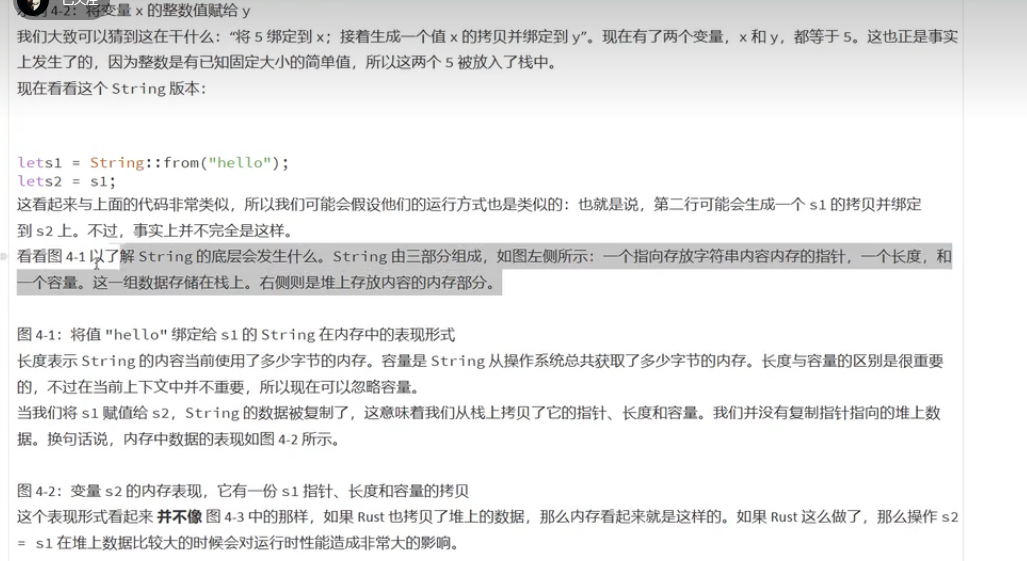 4-2：将变量 x 的整数值赋给 y
我们大致可以猜到这在干什么：“将 5 绑定到 x；接着生成一个值 x 的拷贝并绑定到 y”。现在有了两个变量，x 和 y，都等于 5。这也正是事实
上发生了的，因为整数是有已知固定大小的简单值，所以这两个 5 被放入了栈中。
现在看看这个 String 版本：
lets1 = String::from("hello");
lets2 = s1;
这看起来与上面的代码非常类似，所以我们可能会假设他们的运行方式也是类似的：也就是说，第二行可能会生成一个 s1 的拷贝并绑定
到 s2 上。不过，事实上并不完全是这样。
看看图 4-1 以了解 String 的底层会发生什么。String 由三部分组成，如图左侧所示：一个指向存放字符串内容内存的指针，一个长度，和
一个容量。这一组数据存储在栈上。右侧则是堆上存放内容的内存部分。
图 4-1：将值 "hello" 绑定给 s1 的 String 在内存中的表现形式
长度表示 String 的内容当前使用了多少字节的内存。容量是 String 从操作系统总共获取了多少字节的内存。长度与容量的区别是很重要
的，不过在当前上下文中并不重要，所以现在可以忽略容量。
当我们将 s1 赋值给 s2，String 的数据被复制了，这意味着我们从栈上拷贝了它的指针、长度和容量。我们并没有复制指针指向的堆上数
据。换句话说，内存中数据的表现如图 4-2 所示。
图 4-2：变量 s2 的内存表现，它有一份 s1 指针、长度和容量的拷贝
这个表现形式看起来 并不像 图 4-3 中的那样，如果 Rust 也拷贝了堆上的数据，那么内存看起来就是这样的。如果 Rust 这么做了，那么操作 s2
= s1 在堆上数据比较大的时候会对运行时性能造成非常大的影响。